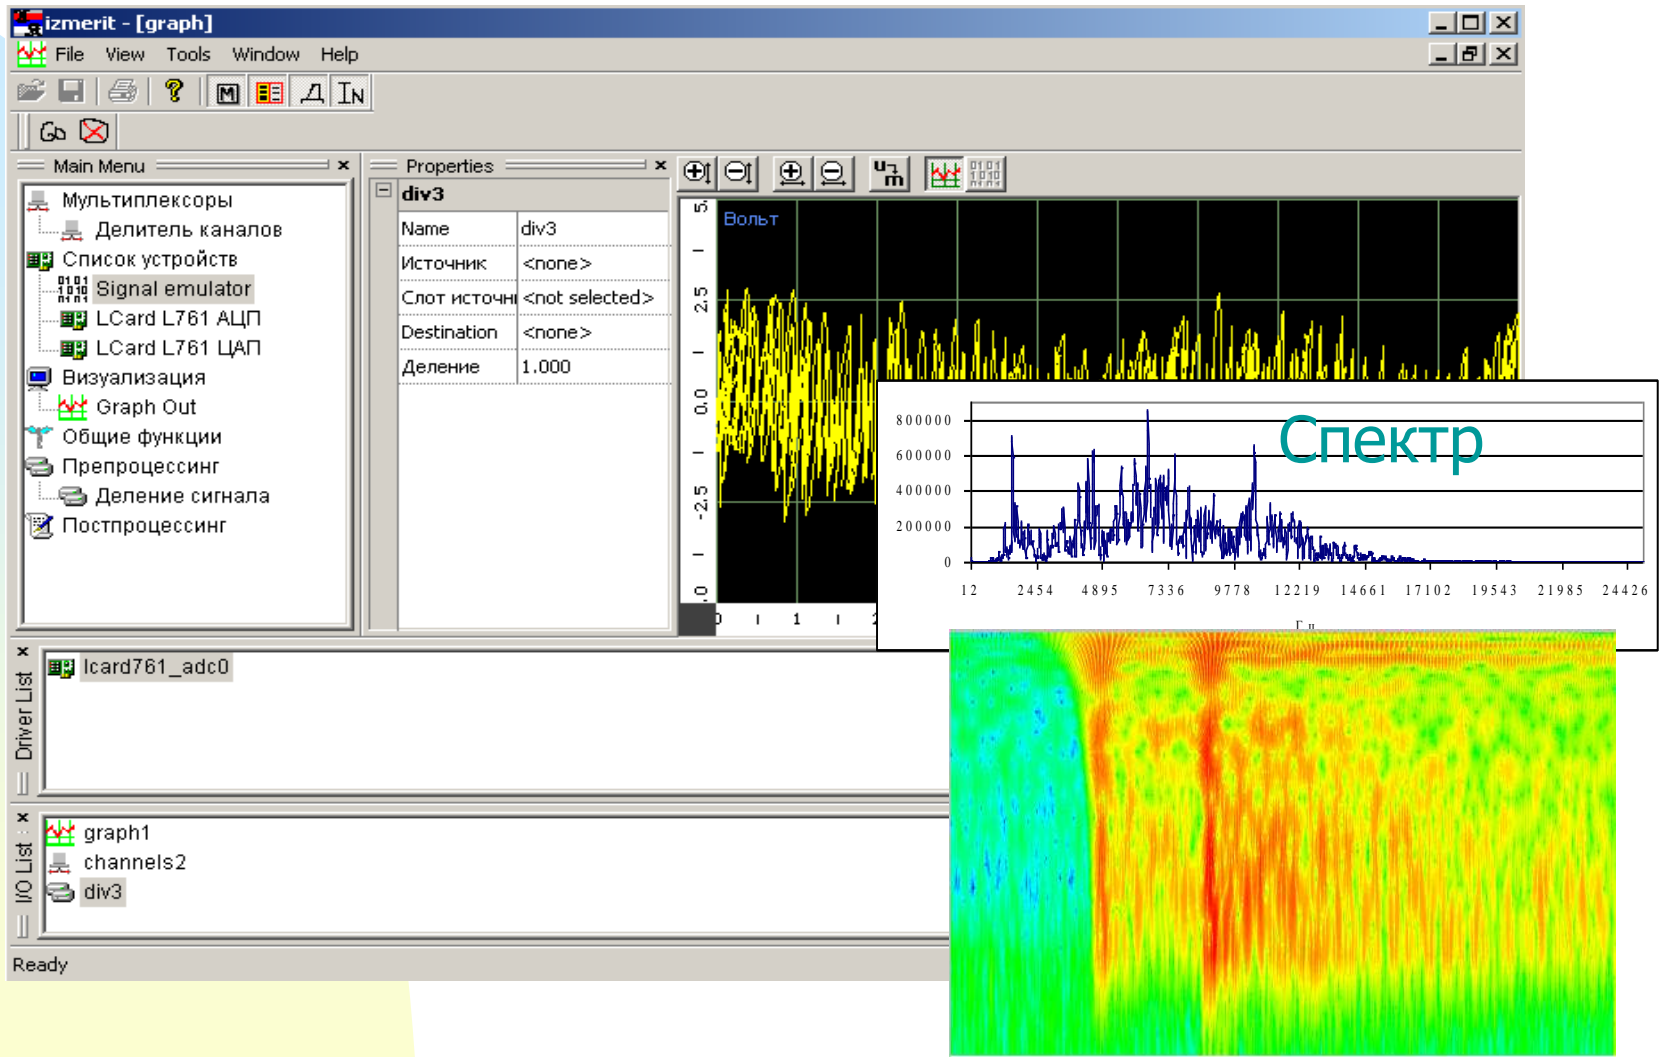 izmerit - [graph]
File View Tools Window Help
Main Menu
Мультиплексоры
Делитель каналов
Список устройств
Signal emulator
LCard L761 АЦП
LCard L761 ЦАП
Визуализация
Graph Out
Общие функции
Препроцессинг
Деление сигнала
Постпроцессинг
Properties
div3
Name div3
Источник <none>
Слот источн <not selected>
Destination <none>
Деление 1.000
Вольт
5.
2.5
0.0
-2.5
.0
1
Спектр
800000
600000
400000
200000
0
12 2454 4895 7336 9778 12219 14661 17102 19543 21985 24426
Driver List
lcard761_adc0
I/O List
graph1
channels2
div3
Ready